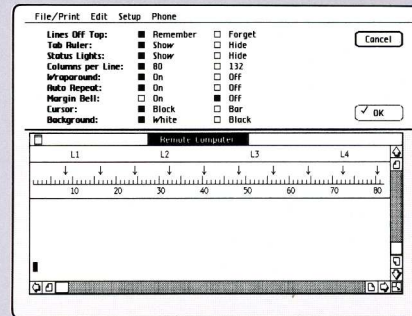 File/Print Edit Setup Phone
Lines Off Top: Remember Forget
Tab Ruler: Show Hide
Status Lights: Show Hide
Columns per Line: 80 132
Wraparound: On Off
Auto Repeat: On Off
Margin Bell: On Off
Cursor: Block Bar
Background: White Black
Cancel
OK
Remote Computer
L1 L2 L3 L4
10 20 30 40 50 60 70 80